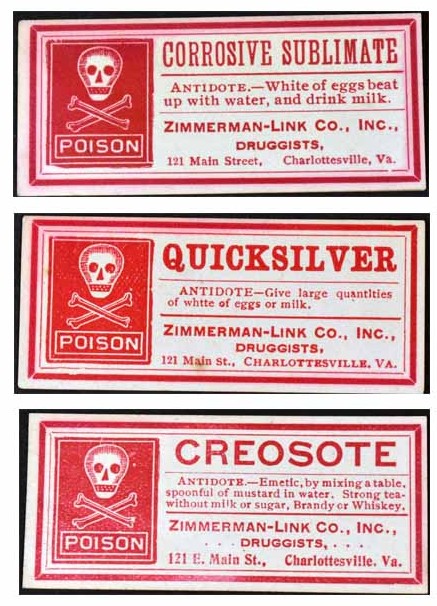 POISON
CORROSIVE SUBLIMATE
ANTIDOTE.—White of eggs beat
up with water, and drink milk.
ZIMMERMAN-LINK CO., INC.,
DRUGGISTS,
121 Main Street, Charlottesville, Va.
POISON
QUICKSILVER
ANTIDOTE—Give large quantities
of white of eggs or milk.
ZIMMERMAN-LINK CO., INC.,
DRUGGISTS,
121 Main St., CHARLOTTESVILLE, VA.
POISON
CREOSOTE
ANTIDOTE.—Emetic, by mixing a table.
spoonful of mustard in water. Strong tea-
without milk or sugar, Brandy or Whiskey.
ZIMMERMAN-LINK CO., INC.,
. . . DRUGGISTS, . . .
121 E. Main St., Charlottesville. Va.